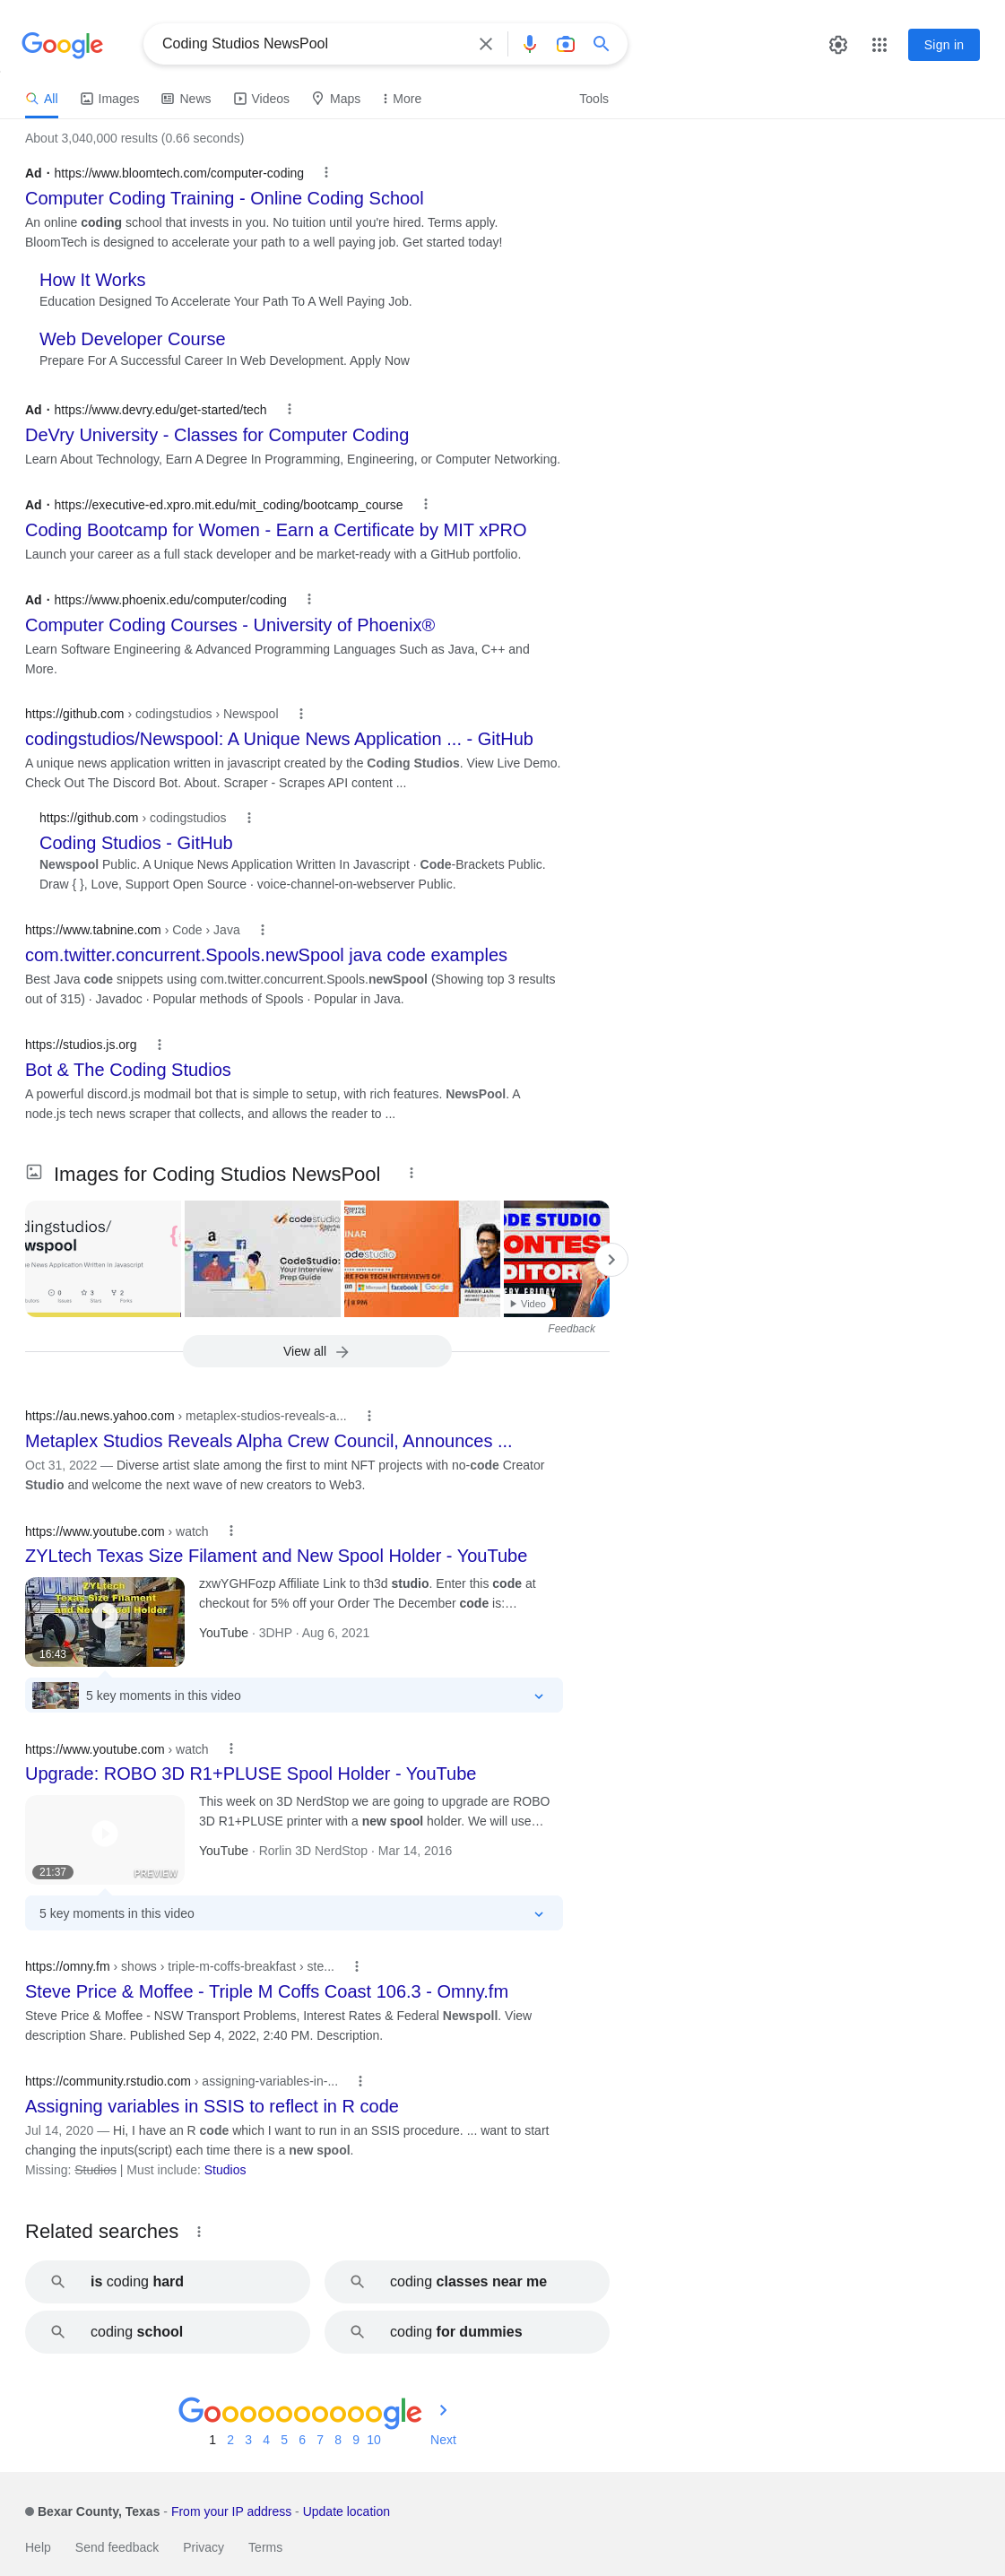 Google
Coding Studios NewsPool
Sign in
All
Images
News
Videos
Maps
More
Tools
About 3,040,000 results (0.66 seconds)
Ad · https://www.bloomtech.com/computer-coding
Computer Coding Training - Online Coding School
An online coding school that invests in you. No tuition until you're hired. Terms apply.
BloomTech is designed to accelerate your path to a well paying job. Get started today!
How It Works
Education Designed To Accelerate Your Path To A Well Paying Job.
Web Developer Course
Prepare For A Successful Career In Web Development. Apply Now
Ad · https://www.devry.edu/get-started/tech
DeVry University - Classes for Computer Coding
Learn About Technology, Earn A Degree In Programming, Engineering, or Computer Networking.
Ad · https://executive-ed.xpro.mit.edu/mit_coding/bootcamp_course
Coding Bootcamp for Women - Earn a Certificate by MIT xPRO
Launch your career as a full stack developer and be market-ready with a GitHub portfolio.
Ad · https://www.phoenix.edu/computer/coding
Computer Coding Courses - University of Phoenix®
Learn Software Engineering & Advanced Programming Languages Such as Java, C++ and
More.
https://github.com › codingstudios › Newspool
codingstudios/Newspool: A Unique News Application ... - GitHub
A unique news application written in javascript created by the Coding Studios. View Live Demo.
Check Out The Discord Bot. About. Scraper - Scrapes API content ...
https://github.com › codingstudios
Coding Studios - GitHub
Newspool Public. A Unique News Application Written In Javascript · Code-Brackets Public.
Draw { }, Love, Support Open Source · voice-channel-on-webserver Public.
https://www.tabnine.com › Code › Java
com.twitter.concurrent.Spools.newSpool java code examples
Best Java code snippets using com.twitter.concurrent.Spools.newSpool (Showing top 3 results
out of 315) · Javadoc · Popular methods of Spools · Popular in Java.
https://studios.js.org
Bot & The Coding Studios
A powerful discord.js modmail bot that is simple to setup, with rich features. NewsPool. A
node.js tech news scraper that collects, and allows the reader to ...
Images for Coding Studios NewsPool
dingstudios/
wspool
e News Application Written In Javascript
0
Issues
3
Stars
2
Forks
codestudio
CodeStudio:
Your Interview
Prep Guide
INAR
codestudio
RE FOR TECH INTERVIEWS OF
Microsoft
facebook
Google
PARIKH JAIN
ODE STUDIO
ONTEST
DITOR
ERY FRIDAY
Video
Feedback
View all
https://au.news.yahoo.com › metaplex-studios-reveals-a...
Metaplex Studios Reveals Alpha Crew Council, Announces ...
Oct 31, 2022 — Diverse artist slate among the first to mint NFT projects with no-code Creator
Studio and welcome the next wave of new creators to Web3.
https://www.youtube.com › watch
ZYLtech Texas Size Filament and New Spool Holder - YouTube
ZYLtech
Texas Size Filament
and New Spool Holder
16:43
zxwYGHFozp Affiliate Link to th3d studio. Enter this code at
checkout for 5% off your Order The December code is:…
YouTube · 3DHP · Aug 6, 2021
5 key moments in this video
https://www.youtube.com › watch
Upgrade: ROBO 3D R1+PLUSE Spool Holder - YouTube
This week on 3D NerdStop we are going to upgrade are ROBO
3D R1+PLUSE printer with a new spool holder. We will use…
YouTube · Rorlin 3D NerdStop · Mar 14, 2016
21:37
PREVIEW
5 key moments in this video
https://omny.fm › shows › triple-m-coffs-breakfast › ste...
Steve Price & Moffee - Triple M Coffs Coast 106.3 - Omny.fm
Steve Price & Moffee - NSW Transport Problems, Interest Rates & Federal Newspoll. View
description Share. Published Sep 4, 2022, 2:40 PM. Description.
https://community.rstudio.com › assigning-variables-in-...
Assigning variables in SSIS to reflect in R code
Jul 14, 2020 — Hi, I have an R code which I want to run in an SSIS procedure. ... want to start
changing the inputs(script) each time there is a new spool.
Missing: Studios | Must include: Studios
Related searches
is coding hard
coding classes near me
coding school
coding for dummies
Goooooooooogle
1 2 3 4 5 6 7 8 9 10 Next
Bexar County, Texas - From your IP address - Update location
Help Send feedback Privacy Terms